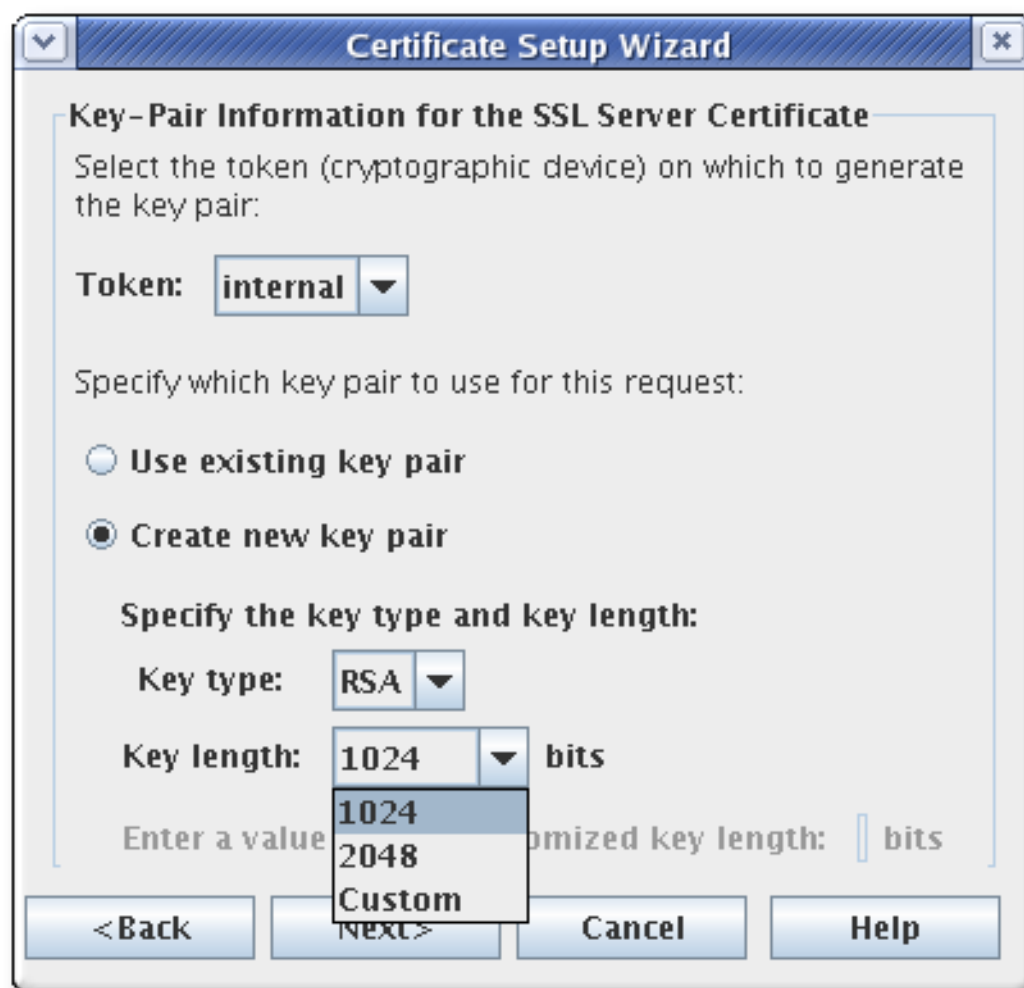 Certificate Setup Wizard
Key-Pair Information for the SSL Server Certificate
Select the token (cryptographic device) on which to generate
the key pair:
Token: internal
Specify which key pair to use for this request:
Use existing key pair
Create new key pair
Specify the key type and key length:
Key type: RSA
Key length: 1024 bits
1024
Enter a value omized key length: bits
2048
Custom
<Back Next> Cancel Help